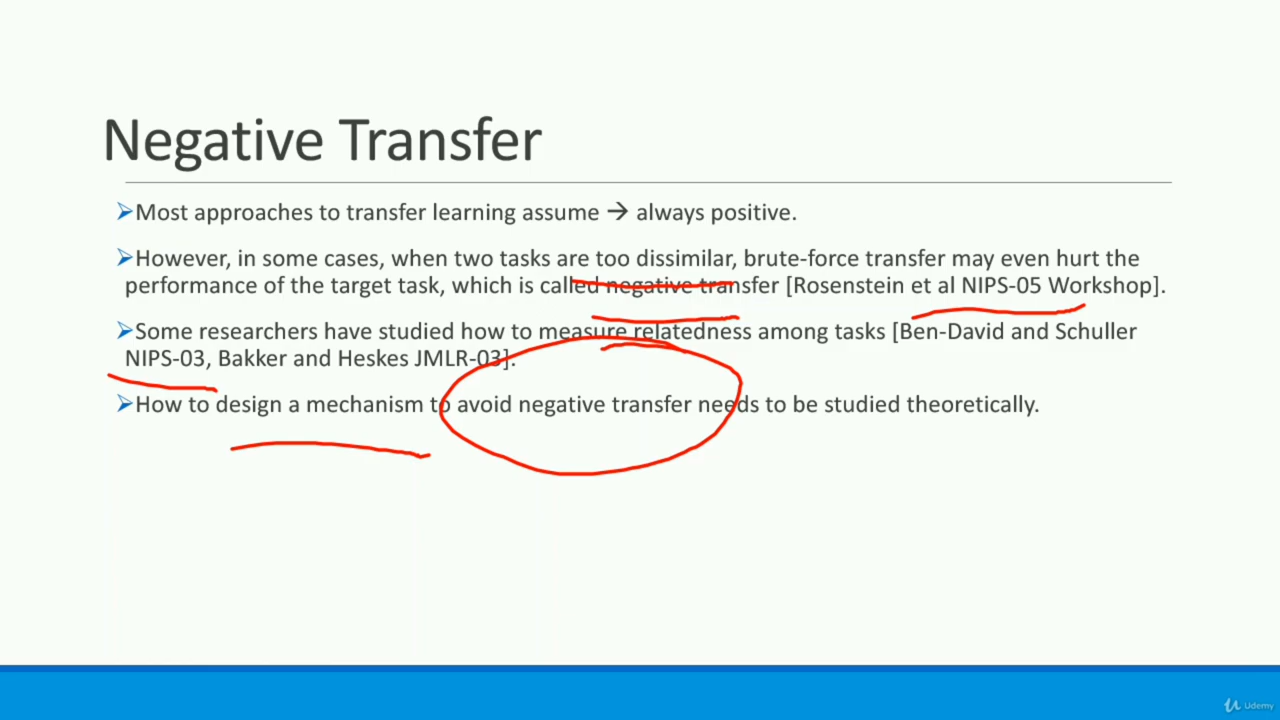 Negative Transfer
➢Most approaches to transfer learning assume → always positive.
➢However, in some cases, when two tasks are too dissimilar, brute-force transfer may even hurt the
performance of the target task, which is called negative transfer [Rosenstein et al NIPS-05 Workshop].
➢Some researchers have studied how to measure relatedness among tasks [Ben-David and Schuller
NIPS-03, Bakker and Heskes JMLR-03].
➢How to design a mechanism to avoid negative transfer needs to be studied theoretically.
Udemy